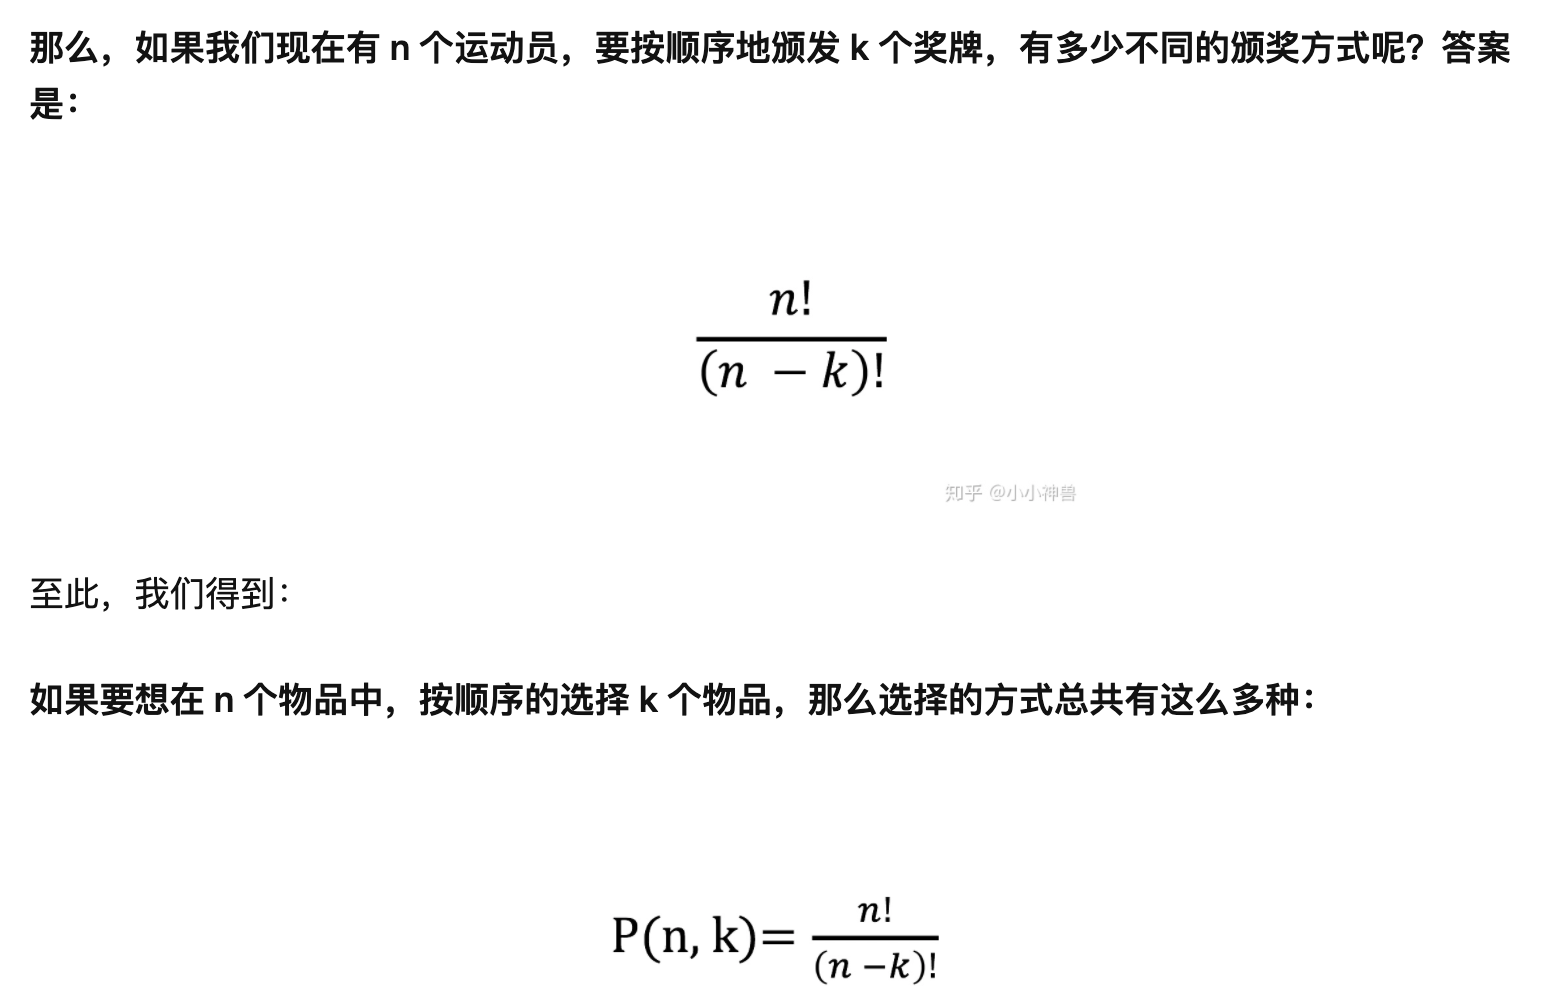 那么，如果我们现在有 n 个运动员，要按顺序地颁发 k 个奖牌，有多少不同的颁奖方式呢？答案
是：
n!
(n − k)!
知乎 @小小神兽
至此，我们得到：
如果要想在 n 个物品中，按顺序的选择 k 个物品，那么选择的方式总共有这么多种：
P(n, k)= n!
(n −k)!